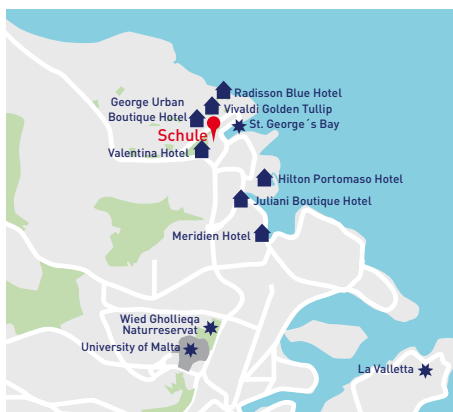 Radisson Blue Hotel
George Urban
Boutique Hotel
Vivaldi Golden Tullip
St. George´s Bay
Schule
Valentina Hotel
Hilton Portomaso Hotel
Juliani Boutique Hotel
Meridien Hotel
Wied Gholliega
Naturreservat
University of Malta
La Valletta